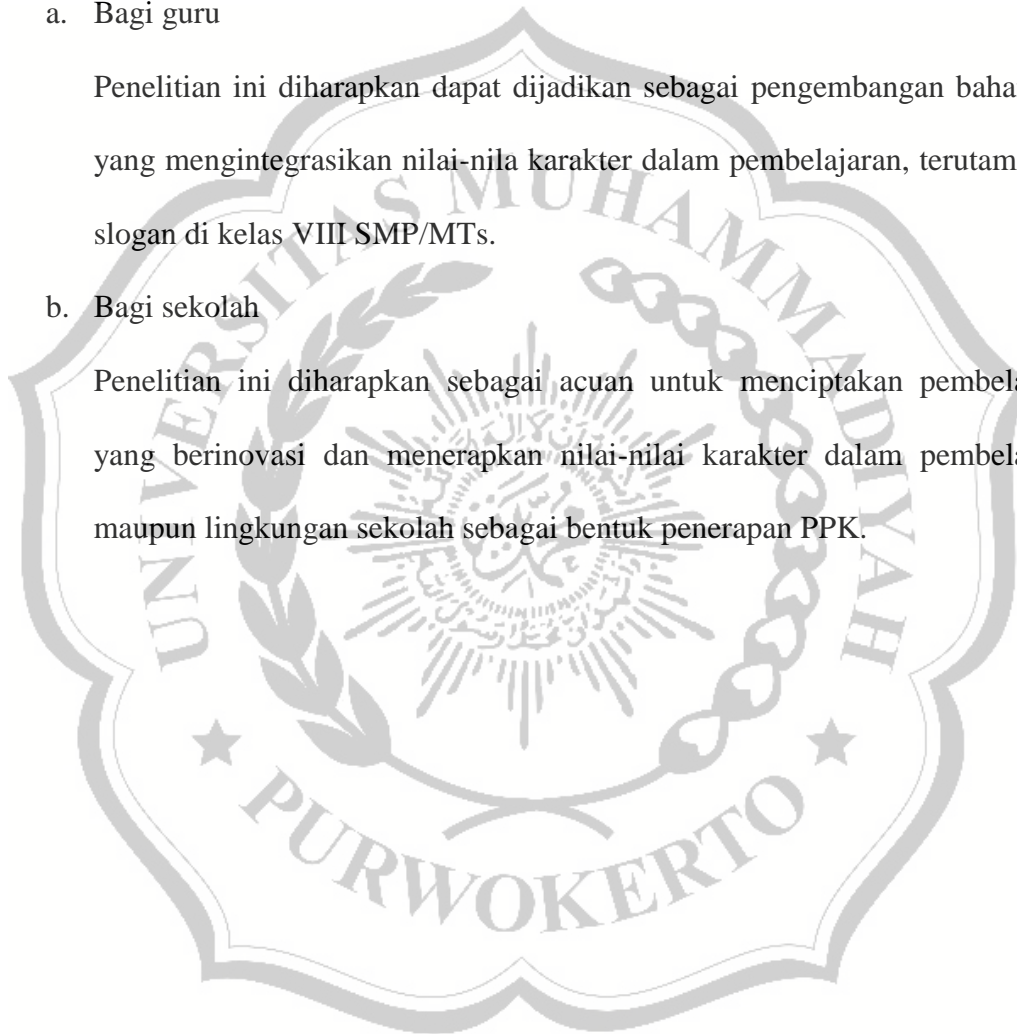 a. Bagi guru
Penelitian ini diharapkan dapat dijadikan sebagai pengembangan baha
yang mengintegrasikan nilai-nila karakter dalam pembelajaran, terutam
slogan di kelas VIII SMP/MTs.
b. Bagi sekolah
Penelitian ini diharapkan sebagai acuan untuk menciptakan pembela
yang berinovasi dan menerapkan nilai-nilai karakter dalam pembela
maupun lingkungan sekolah sebagai bentuk penerapan PPK.
UNIVERSITAS MUHAMMADIYAH
PURWOKERTO